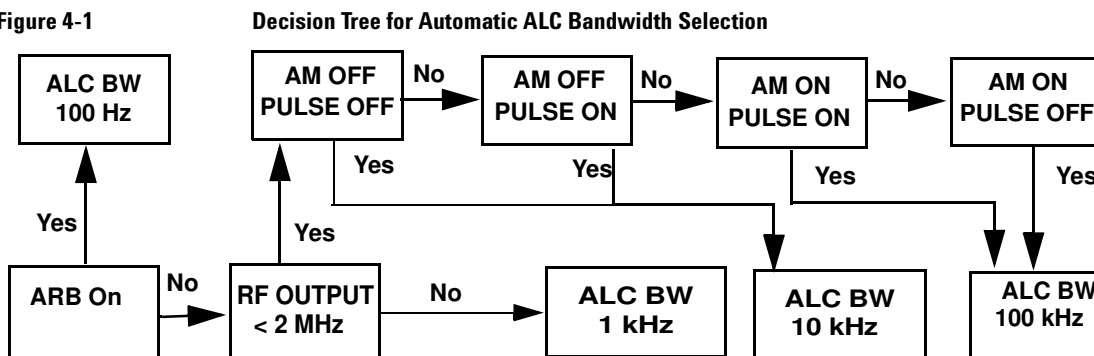 Figure 4-1 Decision Tree for Automatic ALC Bandwidth Selection
ALC BW
100 Hz
AM OFF
PULSE OFF
No
AM OFF
PULSE ON
No
AM ON
PULSE ON
No
AM ON
PULSE OFF
Yes
Yes
Yes
Yes
Yes
Yes
ARB On
No
RF OUTPUT
< 2 MHz
No
ALC BW
1 kHz
ALC BW
10 kHz
ALC BW
100 kHz